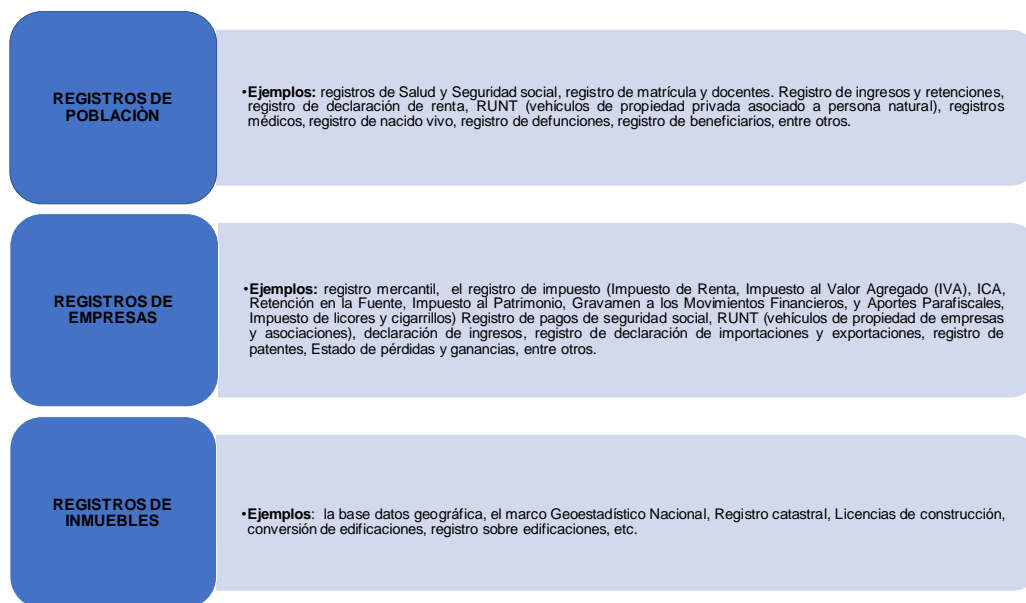 REGISTROS DE
POBLACIÒN
•Ejemplos: registros de Salud y Seguridad social, registro de matrícula y docentes. Registro de ingresos y retenciones,
registro de declaración de renta, RUNT (vehículos de propiedad privada asociado a persona natural), registros
médicos, registro de nacido vivo, registro de defunciones, registro de beneficiarios, entre otros.
REGISTROS DE
EMPRESAS
•Ejemplos: registro mercantil, el registro de impuesto (Impuesto de Renta, Impuesto al Valor Agregado (IVA), ICA,
Retención en la Fuente, Impuesto al Patrimonio, Gravamen a los Movimientos Financieros, y Aportes Parafiscales,
Impuesto de licores y cigarrillos) Registro de pagos de seguridad social, RUNT (vehículos de propiedad de empresas
y asociaciones), declaración de ingresos, registro de declaración de importaciones y exportaciones, registro de
patentes, Estado de pérdidas y ganancias, entre otros.
REGISTROS DE
INMUEBLES
•Ejemplos: la base datos geográfica, el marco Geoestadístico Nacional, Registro catastral, Licencias de construcción,
conversión de edificaciones, registro sobre edificaciones, etc.